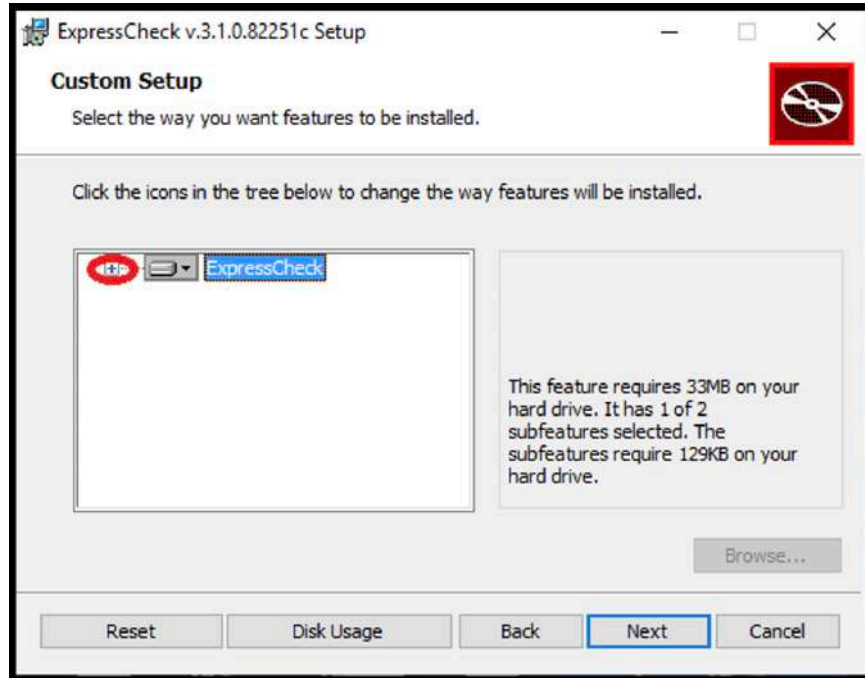 ExpressCheck v.3.1.0.82251c Setup
Custom Setup
Select the way you want features to be installed.
Click the icons in the tree below to change the way features will be installed.
ExpressCheck
This feature requires 33MB on your
hard drive. It has 1 of 2
subfeatures selected. The
subfeatures require 129KB on your
hard drive.
Browse...
Reset Disk Usage Back Next Cancel